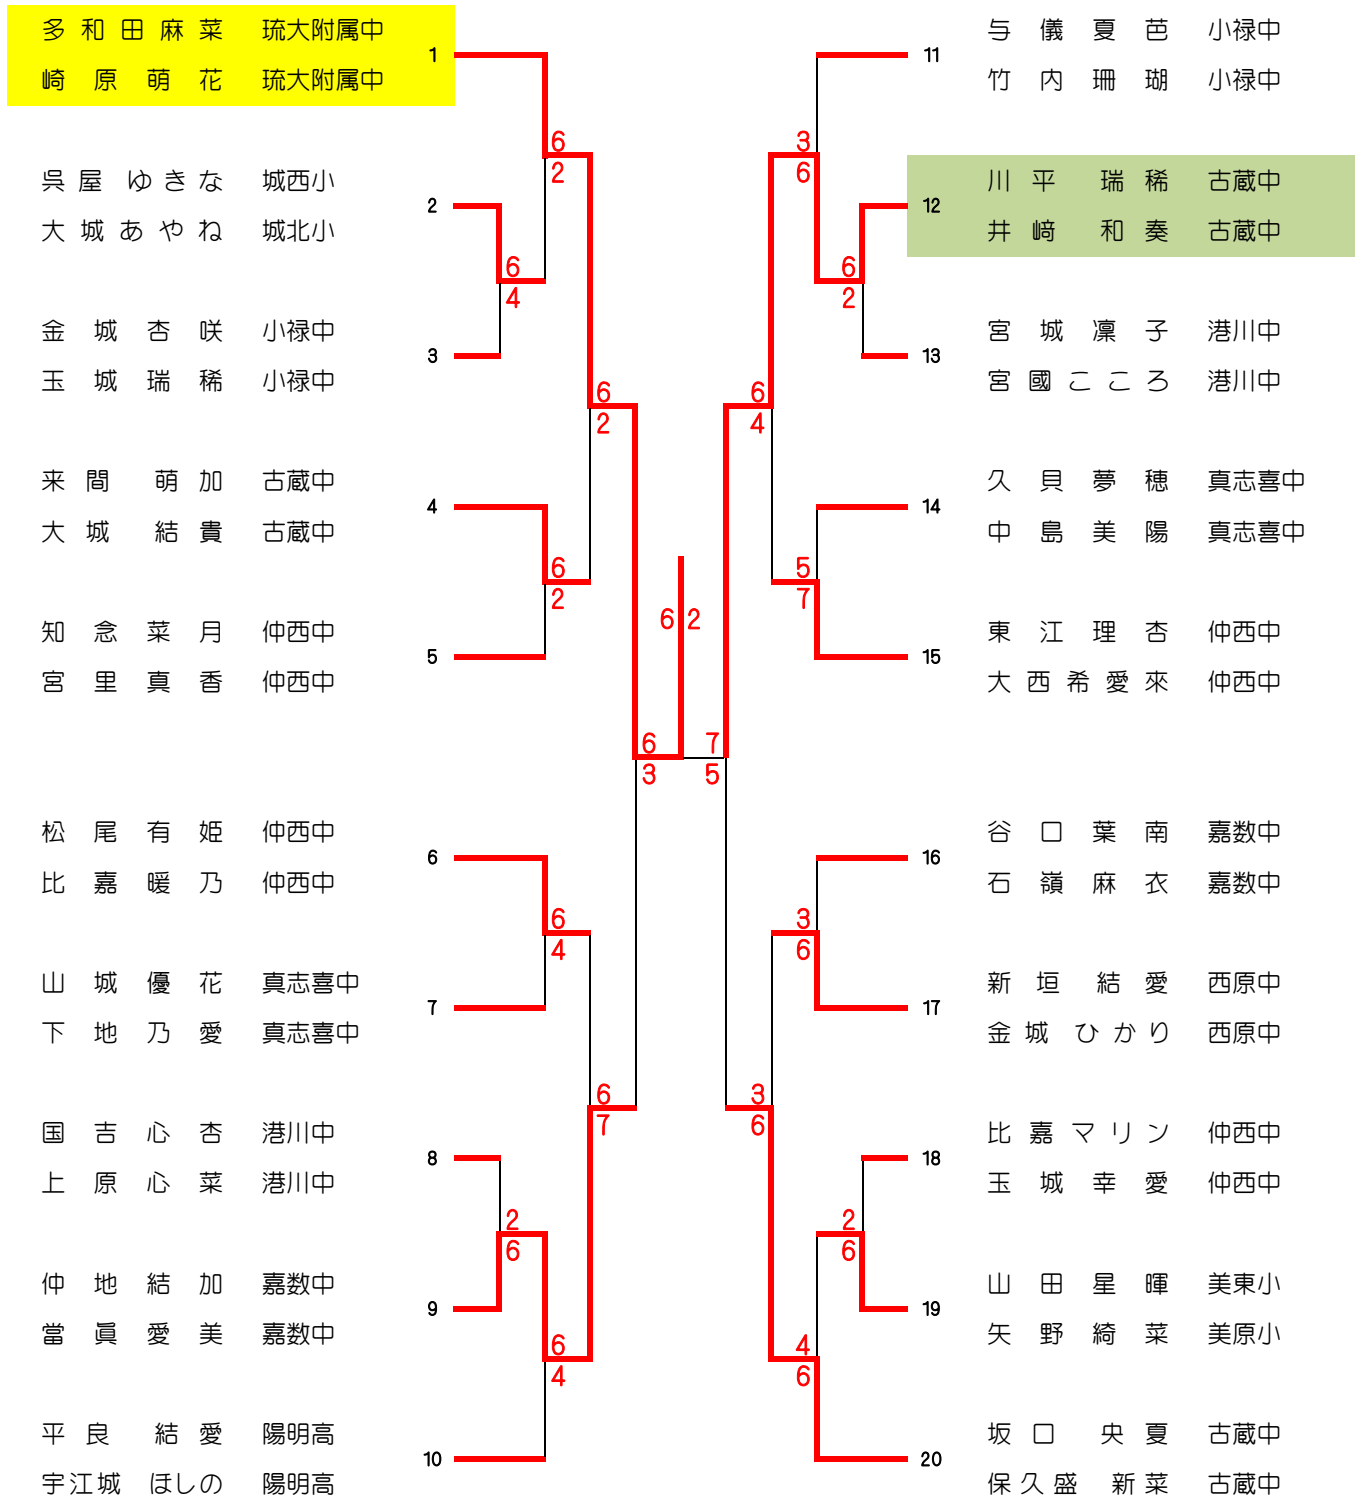 多和田麻菜 琉大附属中
1
崎原萌花 琉大附属中
呉屋 ゆきな 城西小
2
大城あやね 城北小
金城杏咲 小禄中
3
玉城瑞稀 小禄中
来間 萌加 古蔵中
4
大城 結貴 古蔵中
知念菜月 仲西中
5
宮里真香 仲西中
松尾有姫 仲西中
6
比嘉暖乃 仲西中
山城優花 真志喜中
7
下地乃愛 真志喜中
国吉心杏 港川中
8
上原心菜 港川中
仲地結加 嘉数中
9
當眞愛美 嘉数中
平良 結愛 陽明高
10
宇江城 ほしの 陽明高
6
2
6
4
6
2
6
2
6
3
6
4
6
7
2
6
6
4
6 2
3
6
6
2
6
4
5
7
7
5
3
6
3
6
2
6
4
6
与儀夏芭 小禄中
11
竹内珊瑚 小禄中
川平 瑞稀 古蔵中
12
井﨑 和奏 古蔵中
宮城凜子 港川中
13
宮國こころ 港川中
久貝夢穂 真志喜中
14
中島美陽 真志喜中
東江理杏 仲西中
15
大西希愛來 仲西中
谷口葉南 嘉数中
16
石嶺麻衣 嘉数中
新垣 結愛 西原中
17
金城 ひかり 西原中
比嘉マリン 仲西中
18
玉城幸愛 仲西中
山田星暉 美東小
19
矢野綺菜 美原小
坂口 央夏 古蔵中
20
保久盛 新菜 古蔵中